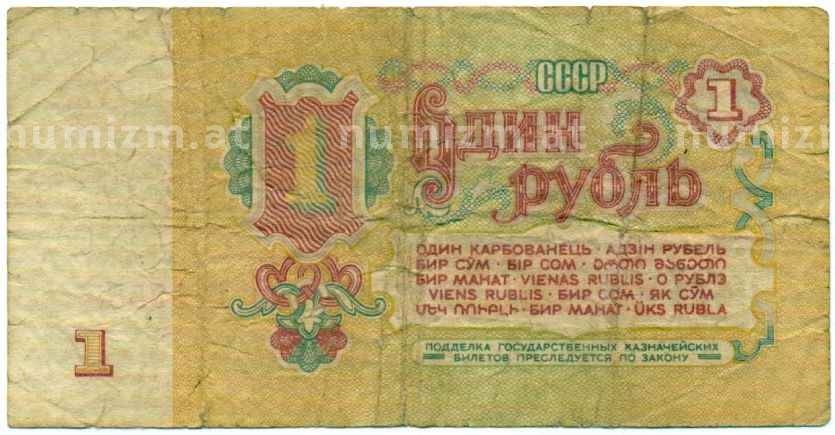 СССР
1
Один
рубль
1
ОДИН КАРБОВАНЕЦЬ · АДЗІН РУБЕЛЬ
БИР СЎМ · БІР СОМ · ᲔᲠᲗᲘ ᲛᲐᲜᲔᲗᲘ
БИР МАНАТ · VIENAS RUBLIS · О РУБЛЭ
VIENS RUBLIS · БИР СОМ · ЯК СӮМ
ՄԵԿ ՌՈՒԲԼԻ · БИР МАНАТ · ÜKS RUBLA
1
ПОДДЕЛКА ГОСУДАРСТВЕННЫХ КАЗНАЧЕЙСКИХ
БИЛЕТОВ ПРЕСЛЕДУЕТСЯ ПО ЗАКОНУ
numizm.at numizm.at numizm